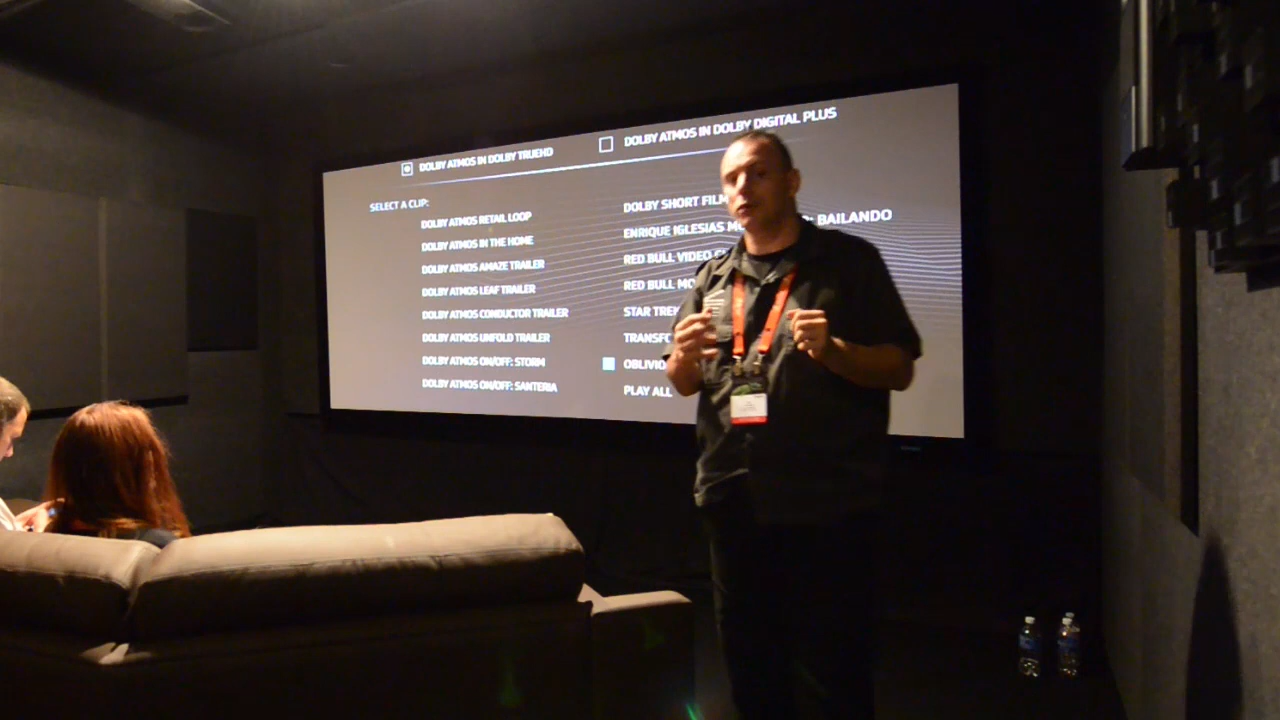 DOLBY ATMOS IN DOLBY TRUEHD
DOLBY ATMOS IN DOLBY DIGITAL PLUS
SELECT A CLIP:
DOLBY ATMOS RETAIL LOOP
DOLBY ATMOS IN THE HOME
DOLBY ATMOS AMAZE TRAILER
DOLBY ATMOS LEAF TRAILER
DOLBY ATMOS CONDUCTOR TRAILER
DOLBY ATMOS UNFOLD TRAILER
DOLBY ATMOS ON/OFF: STORM
DOLBY ATMOS ON/OFF: SANTERIA
DOLBY SHORT FILM
ENRIQUE IGLESIAS BAILANDO
RED BULL VIDEO
RED BULL
STAR TREK
TRANSFO
OBLIVIO
PLAY ALL